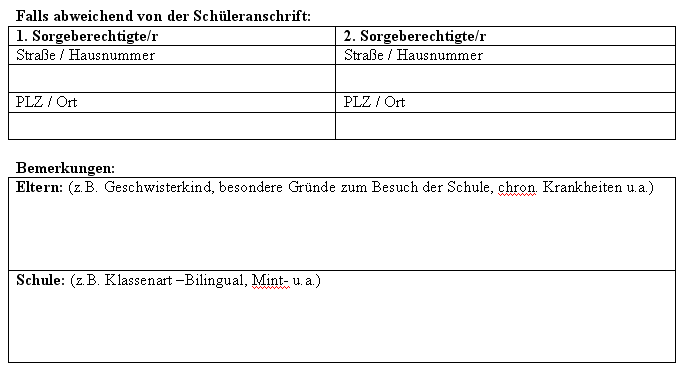 Falls abweichend von der Schüleranschrift:
1. Sorgeberechtigte/r 2. Sorgeberechtigte/r
Straße / Hausnummer Straße / Hausnummer
PLZ / Ort PLZ / Ort
Bemerkungen:
Eltern: (z.B. Geschwisterkind, besondere Gründe zum Besuch der Schule, chron. Krankheiten u.a.)
Schule: (z.B. Klassenart –Bilingual, Mint- u.a.)